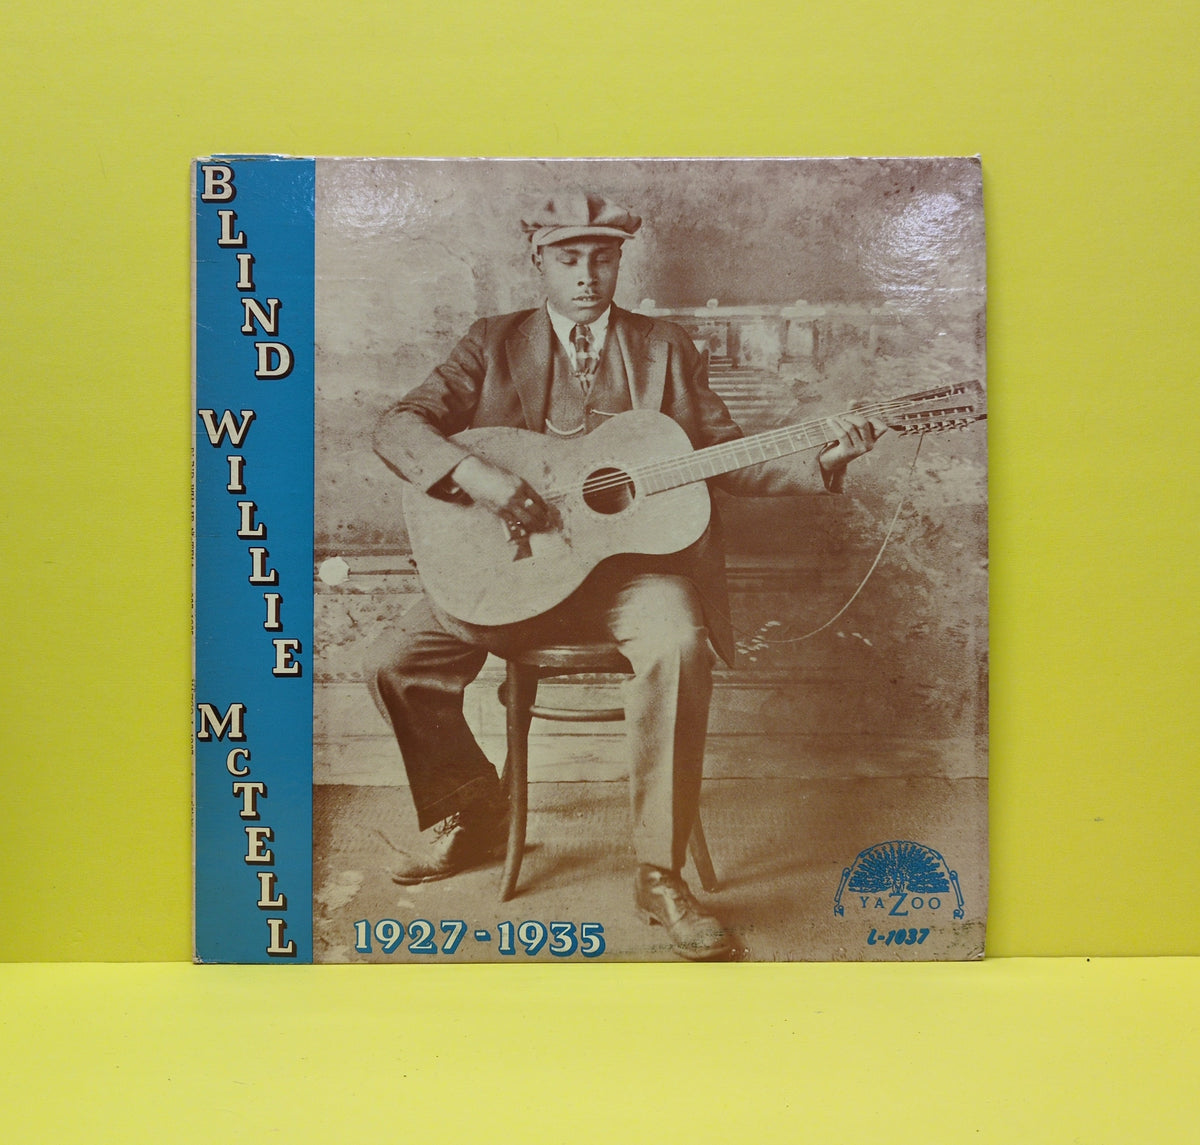 BLIND
WILLIE
McTELL
1927-1935
YAZOO
L-1037